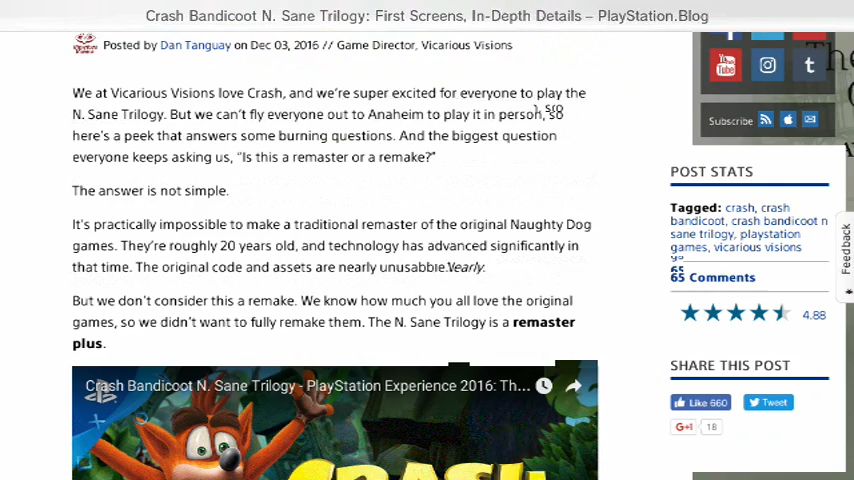 Crash Bandicoot N. Sane Trilogy: First Screens, In-Depth Details – PlayStation.Blog
Posted by Dan Tanguay on Dec 03, 2016 // Game Director, Vicarious Visions
We at Vicarious Visions love Crash, and we're super excited for everyone to play the
N. Sane Trilogy. But we can't fly everyone out to Anaheim to play it in person, so
here's a peek that answers some burning questions. And the biggest question
everyone keeps asking us, "Is this a remaster or a remake?"
The answer is not simple.
It's practically impossible to make a traditional remaster of the original Naughty Dog
games. They're roughly 20 years old, and technology has advanced significantly in
that time. The original code and assets are nearly
But we don't consider this a remake. We know how much you all love the original
games, so we didn't want to fully remake them. The N. Sane Trilogy is a remaster
plus.
Crash Bandicoot N. Sane Trilogy - PlayStation Experience 2016: Th...
CRASH
You Tube
t
Subscribe
POST STATS
Tagged: crash, crash
bandicoot, crash bandicoot n
sane trilogy, playstation
games, vicarious visions
65 Comments
4.88
SHARE THIS POST
Like 660
Tweet
G+1 18
Feedback